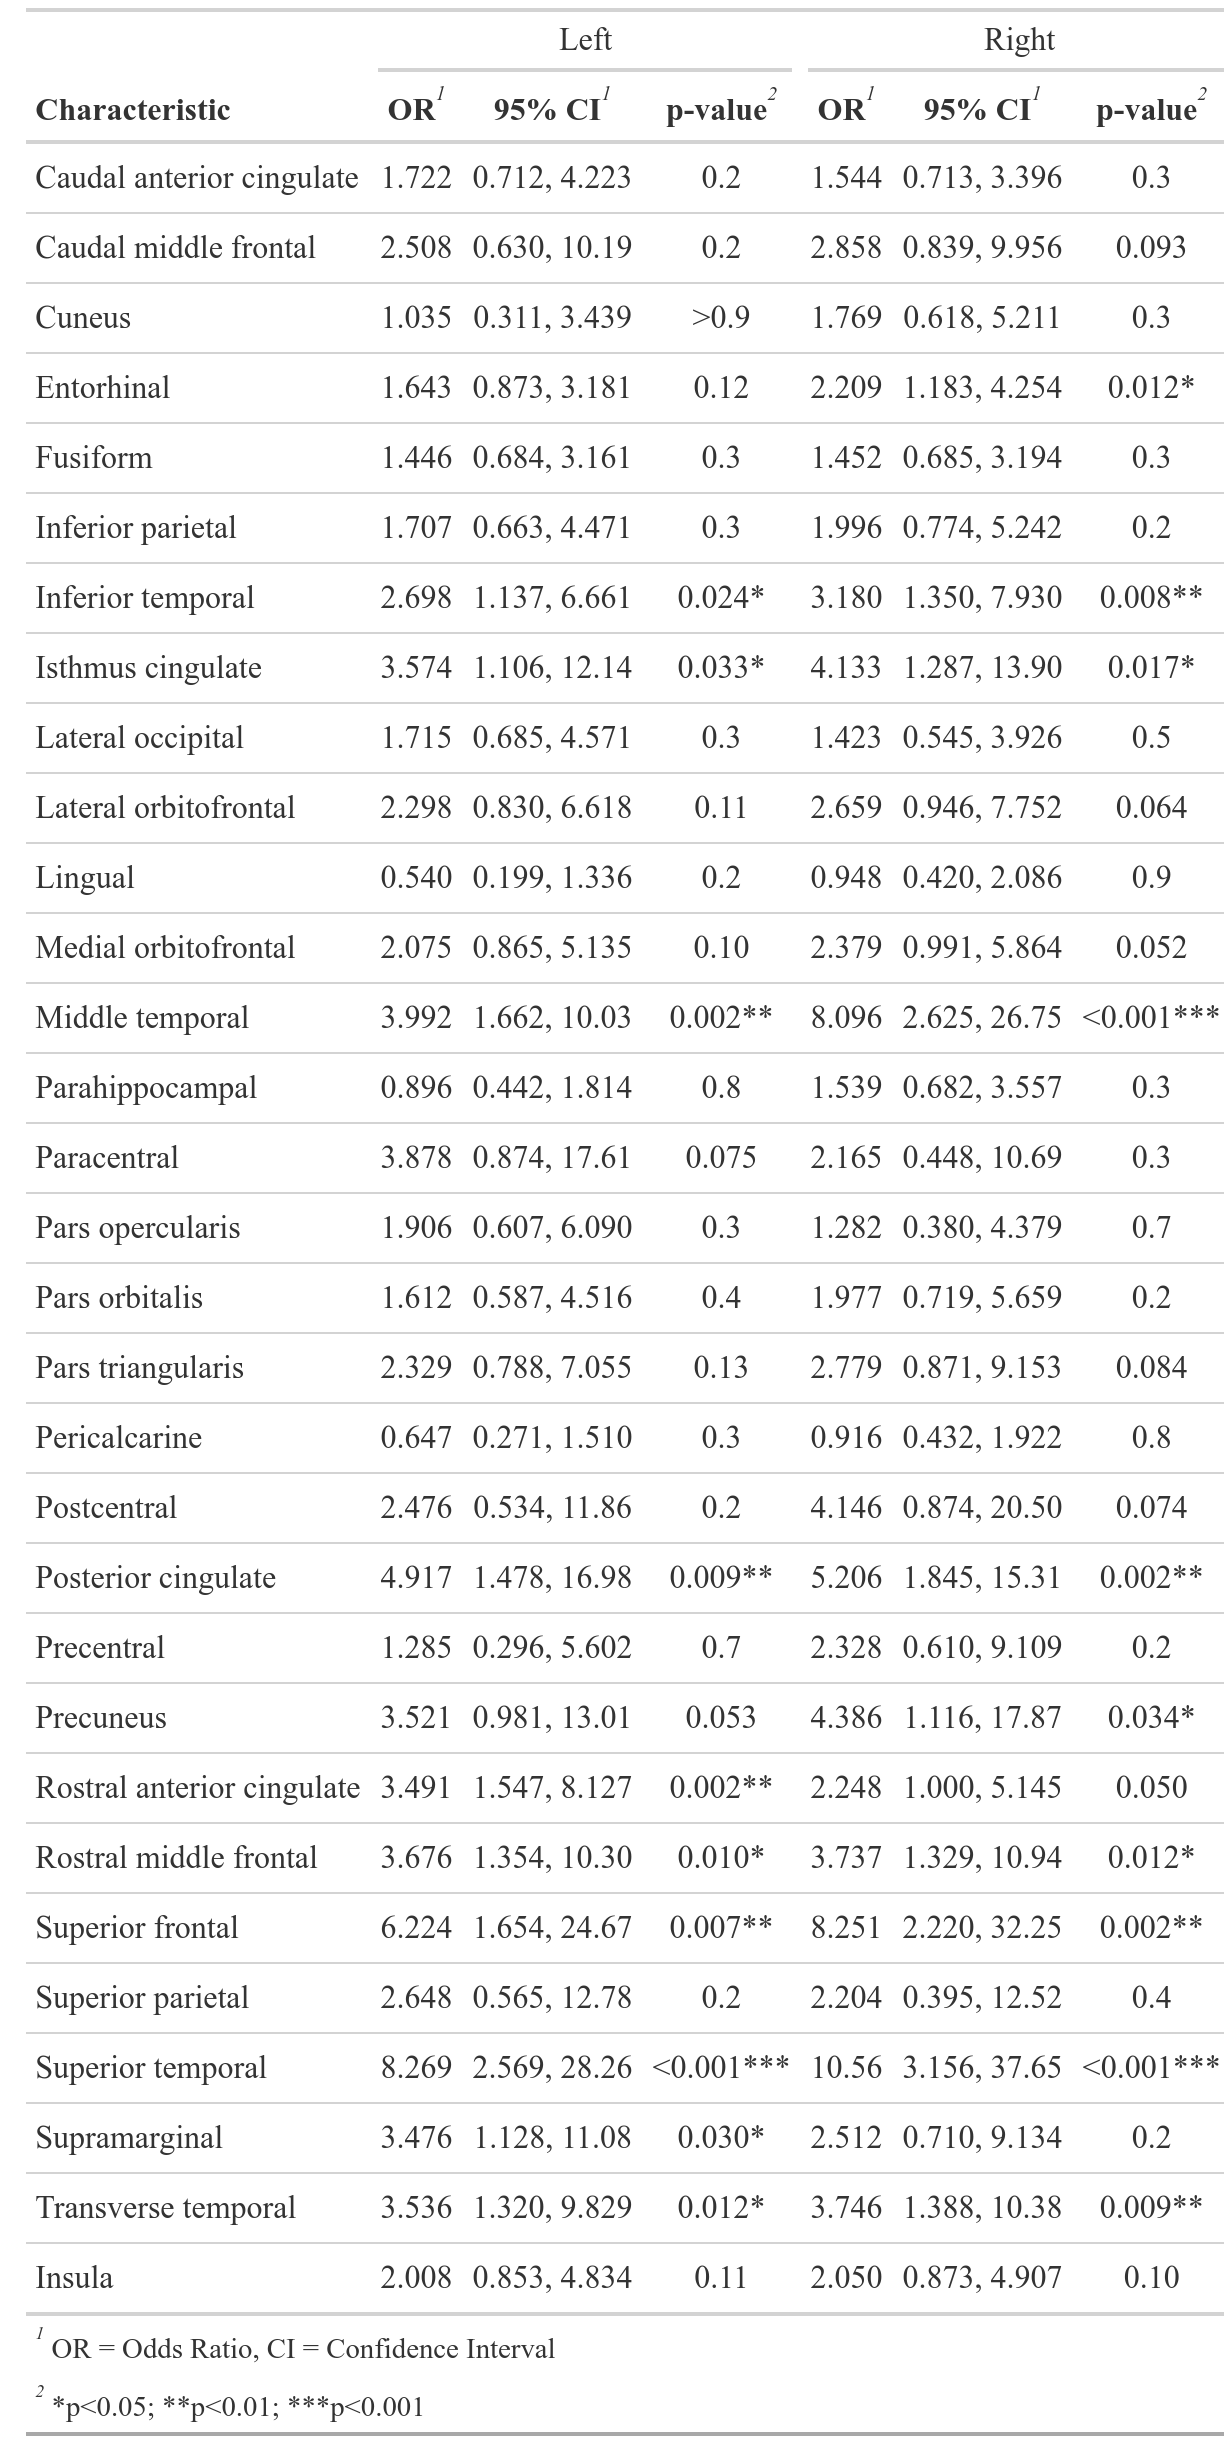 Left Right
Characteristic OR1 95% CI1 p-value2 OR1 95% CI1 p-value2
Caudal anterior cingulate 1.722 0.712, 4.223 0.2 1.544 0.713, 3.396 0.3
Caudal middle frontal 2.508 0.630, 10.19 0.2 2.858 0.839, 9.956 0.093
Cuneus 1.035 0.311, 3.439 >0.9 1.769 0.618, 5.211 0.3
Entorhinal 1.643 0.873, 3.181 0.12 2.209 1.183, 4.254 0.012*
Fusiform 1.446 0.684, 3.161 0.3 1.452 0.685, 3.194 0.3
Inferior parietal 1.707 0.663, 4.471 0.3 1.996 0.774, 5.242 0.2
Inferior temporal 2.698 1.137, 6.661 0.024* 3.180 1.350, 7.930 0.008**
Isthmus cingulate 3.574 1.106, 12.14 0.033* 4.133 1.287, 13.90 0.017*
Lateral occipital 1.715 0.685, 4.571 0.3 1.423 0.545, 3.926 0.5
Lateral orbitofrontal 2.298 0.830, 6.618 0.11 2.659 0.946, 7.752 0.064
Lingual 0.540 0.199, 1.336 0.2 0.948 0.420, 2.086 0.9
Medial orbitofrontal 2.075 0.865, 5.135 0.10 2.379 0.991, 5.864 0.052
Middle temporal 3.992 1.662, 10.03 0.002** 8.096 2.625, 26.75 <0.001***
Parahippocampal 0.896 0.442, 1.814 0.8 1.539 0.682, 3.557 0.3
Paracentral 3.878 0.874, 17.61 0.075 2.165 0.448, 10.69 0.3
Pars opercularis 1.906 0.607, 6.090 0.3 1.282 0.380, 4.379 0.7
Pars orbitalis 1.612 0.587, 4.516 0.4 1.977 0.719, 5.659 0.2
Pars triangularis 2.329 0.788, 7.055 0.13 2.779 0.871, 9.153 0.084
Pericalcarine 0.647 0.271, 1.510 0.3 0.916 0.432, 1.922 0.8
Postcentral 2.476 0.534, 11.86 0.2 4.146 0.874, 20.50 0.074
Posterior cingulate 4.917 1.478, 16.98 0.009** 5.206 1.845, 15.31 0.002**
Precentral 1.285 0.296, 5.602 0.7 2.328 0.610, 9.109 0.2
Precuneus 3.521 0.981, 13.01 0.053 4.386 1.116, 17.87 0.034*
Rostral anterior cingulate 3.491 1.547, 8.127 0.002** 2.248 1.000, 5.145 0.050
Rostral middle frontal 3.676 1.354, 10.30 0.010* 3.737 1.329, 10.94 0.012*
Superior frontal 6.224 1.654, 24.67 0.007** 8.251 2.220, 32.25 0.002**
Superior parietal 2.648 0.565, 12.78 0.2 2.204 0.395, 12.52 0.4
Superior temporal 8.269 2.569, 28.26 <0.001*** 10.56 3.156, 37.65 <0.001***
Supramarginal 3.476 1.128, 11.08 0.030* 2.512 0.710, 9.134 0.2
Transverse temporal 3.536 1.320, 9.829 0.012* 3.746 1.388, 10.38 0.009**
Insula 2.008 0.853, 4.834 0.11 2.050 0.873, 4.907 0.10
1 OR = Odds Ratio, CI = Confidence Interval
2 *p<0.05; **p<0.01; ***p<0.001